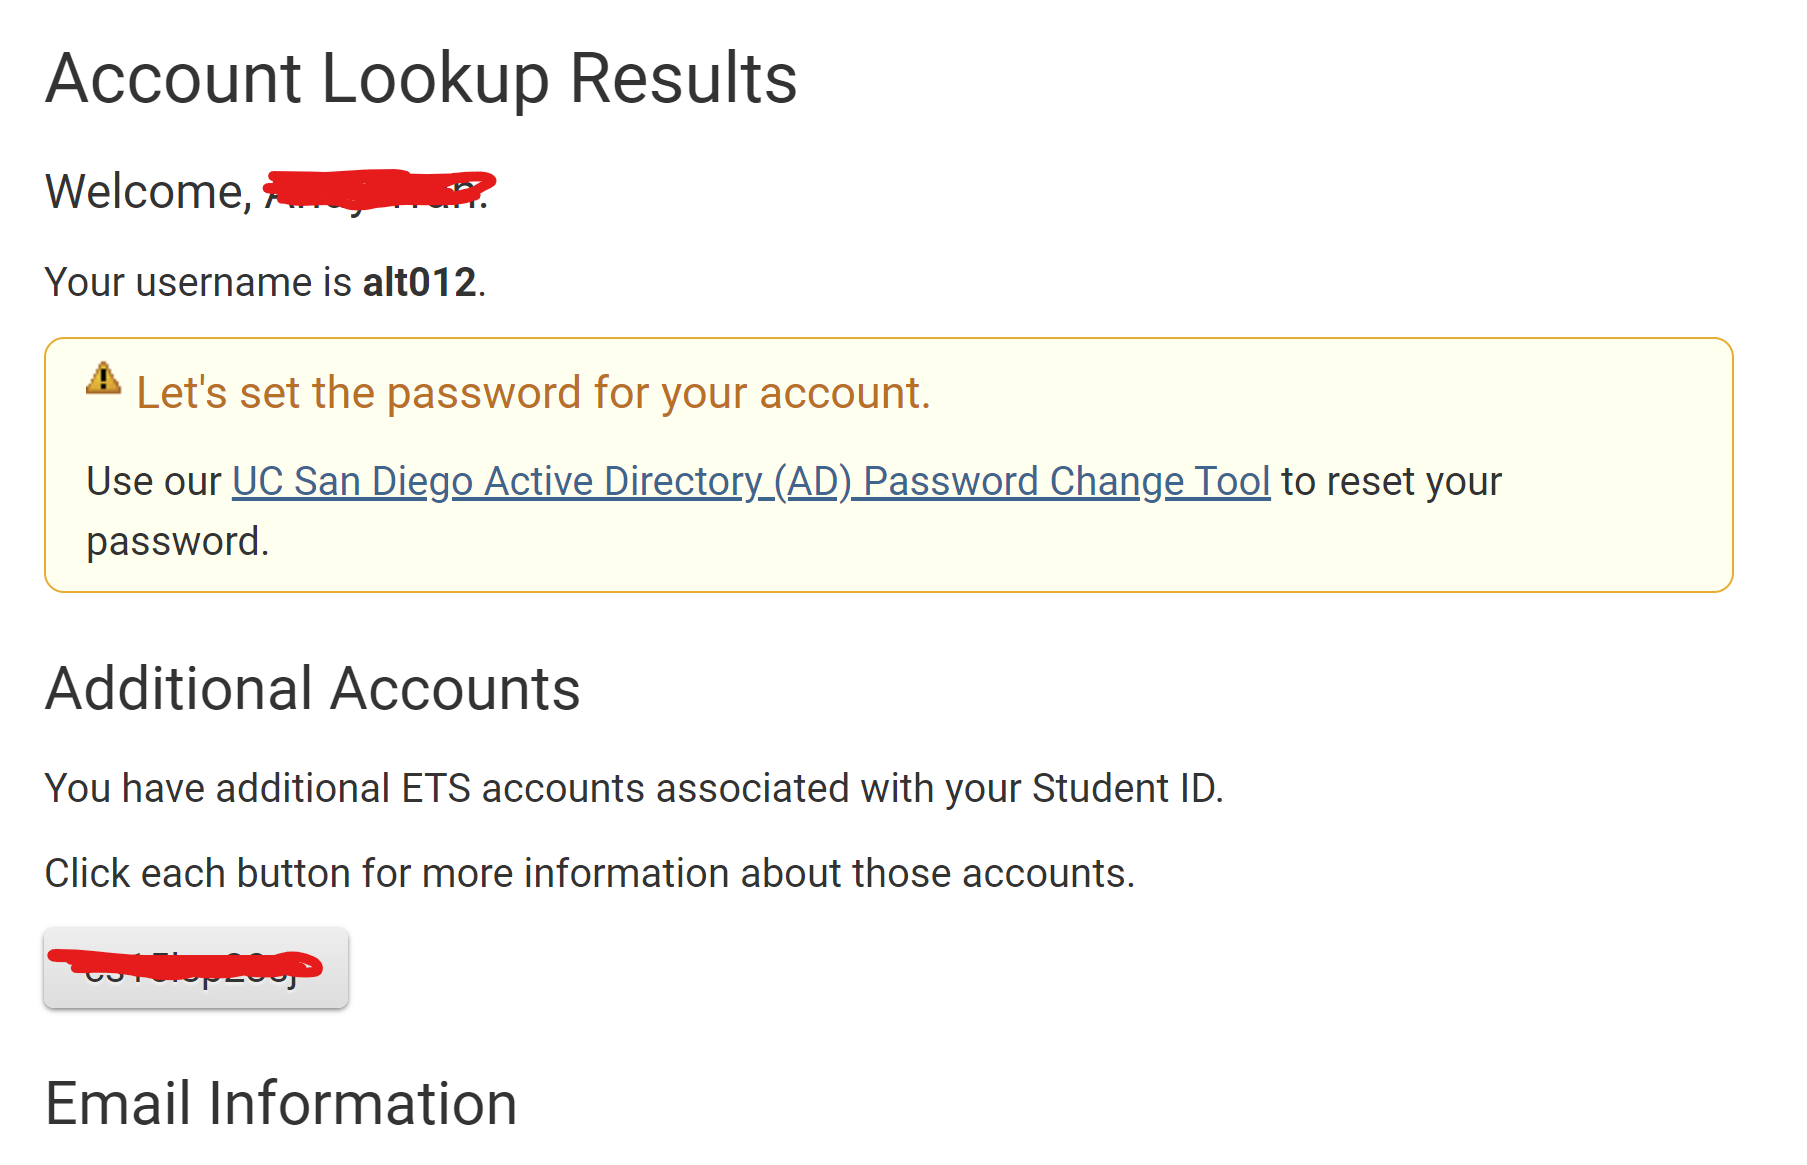 Account Lookup Results
Welcome,
Your username is alt012.
Let's set the password for your account.
Use our UC San Diego Active Directory (AD) Password Change Tool to reset your
password.
Additional Accounts
You have additional ETS accounts associated with your Student ID.
Click each button for more information about those accounts.
Email Information